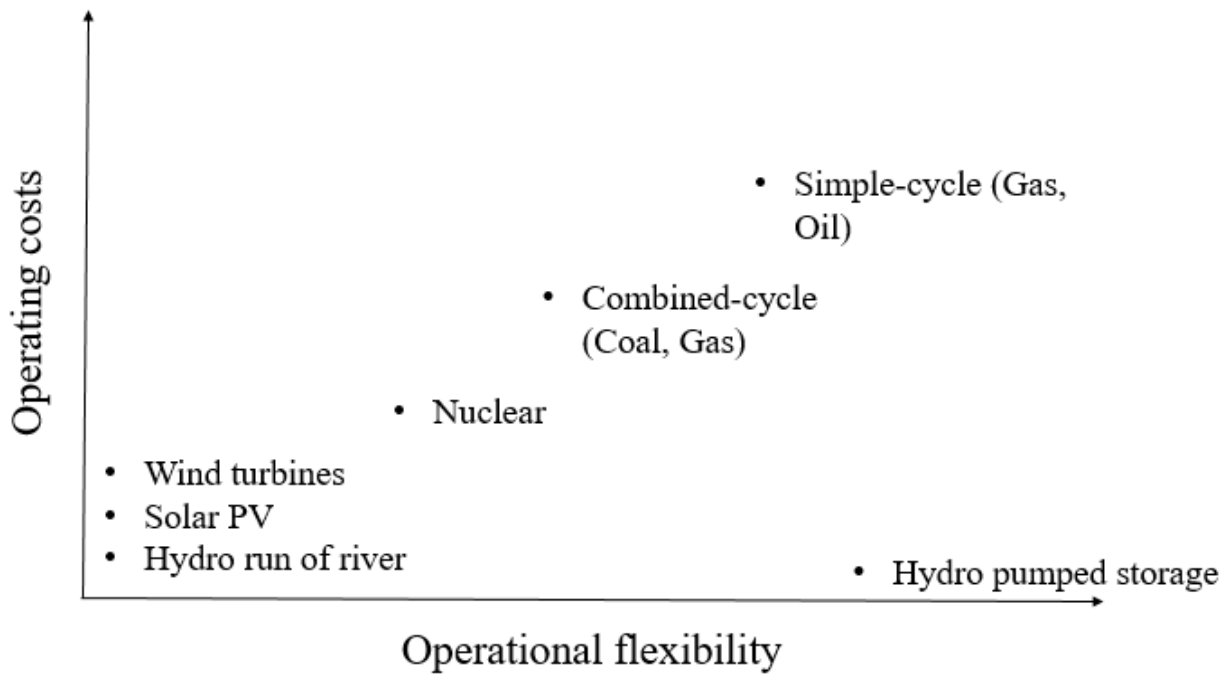 Operating costs
• Simple-cycle (Gas,
Oil)
• Combined-cycle
(Coal, Gas)
• Nuclear
• Wind turbines
• Solar PV
• Hydro run of river
• Hydro pumped storage
Operational flexibility